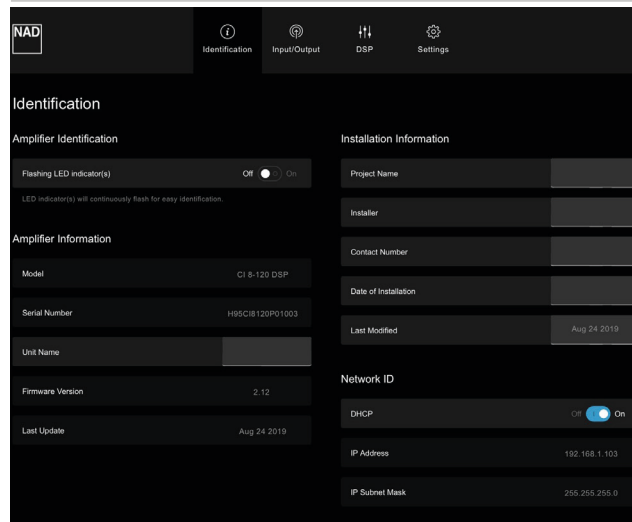 NAD
Identification
Input/Output
DSP
Settings
Identification
Amplifier Identification
Flashing LED indicator(s) Off On
LED indicator(s) will continuously flash for easy identification.
Amplifier Information
Model CI 8-120 DSP
Serial Number H95CI8120P01003
Unit Name
Firmware Version 2.12
Last Update Aug 24 2019
Installation Information
Project Name
Installer
Contact Number
Date of Installation
Last Modified Aug 24 2019
Network ID
DHCP Off On
IP Address 192.168.1.103
IP Subnet Mask 255.255.255.0